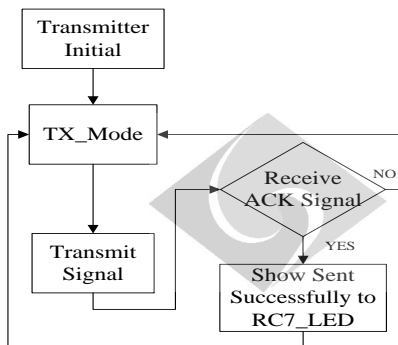 Transmitter
Initial
TX_Mode
Transmit
Signal
Receive
ACK Signal
NO
YES
Show Sent
Successfully to
RC7_LED